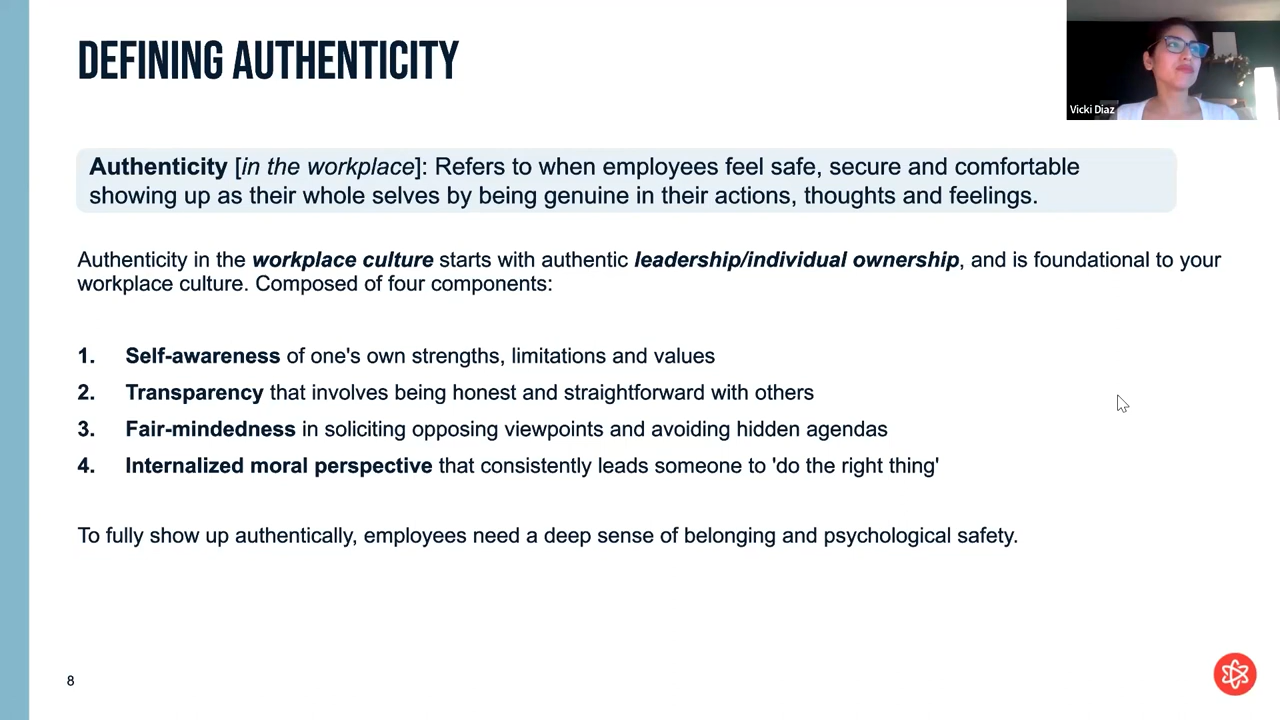 DEFINING AUTHENTICITY
Vicki Diaz
Authenticity [in the workplace]: Refers to when employees feel safe, secure and comfortable
showing up as their whole selves by being genuine in their actions, thoughts and feelings.
Authenticity in the workplace culture starts with authentic leadership/individual ownership, and is foundational to your
workplace culture. Composed of four components:
1. Self-awareness of one's own strengths, limitations and values
2. Transparency that involves being honest and straightforward with others
3. Fair-mindedness in soliciting opposing viewpoints and avoiding hidden agendas
4. Internalized moral perspective that consistently leads someone to 'do the right thing'
To fully show up authentically, employees need a deep sense of belonging and psychological safety.
8